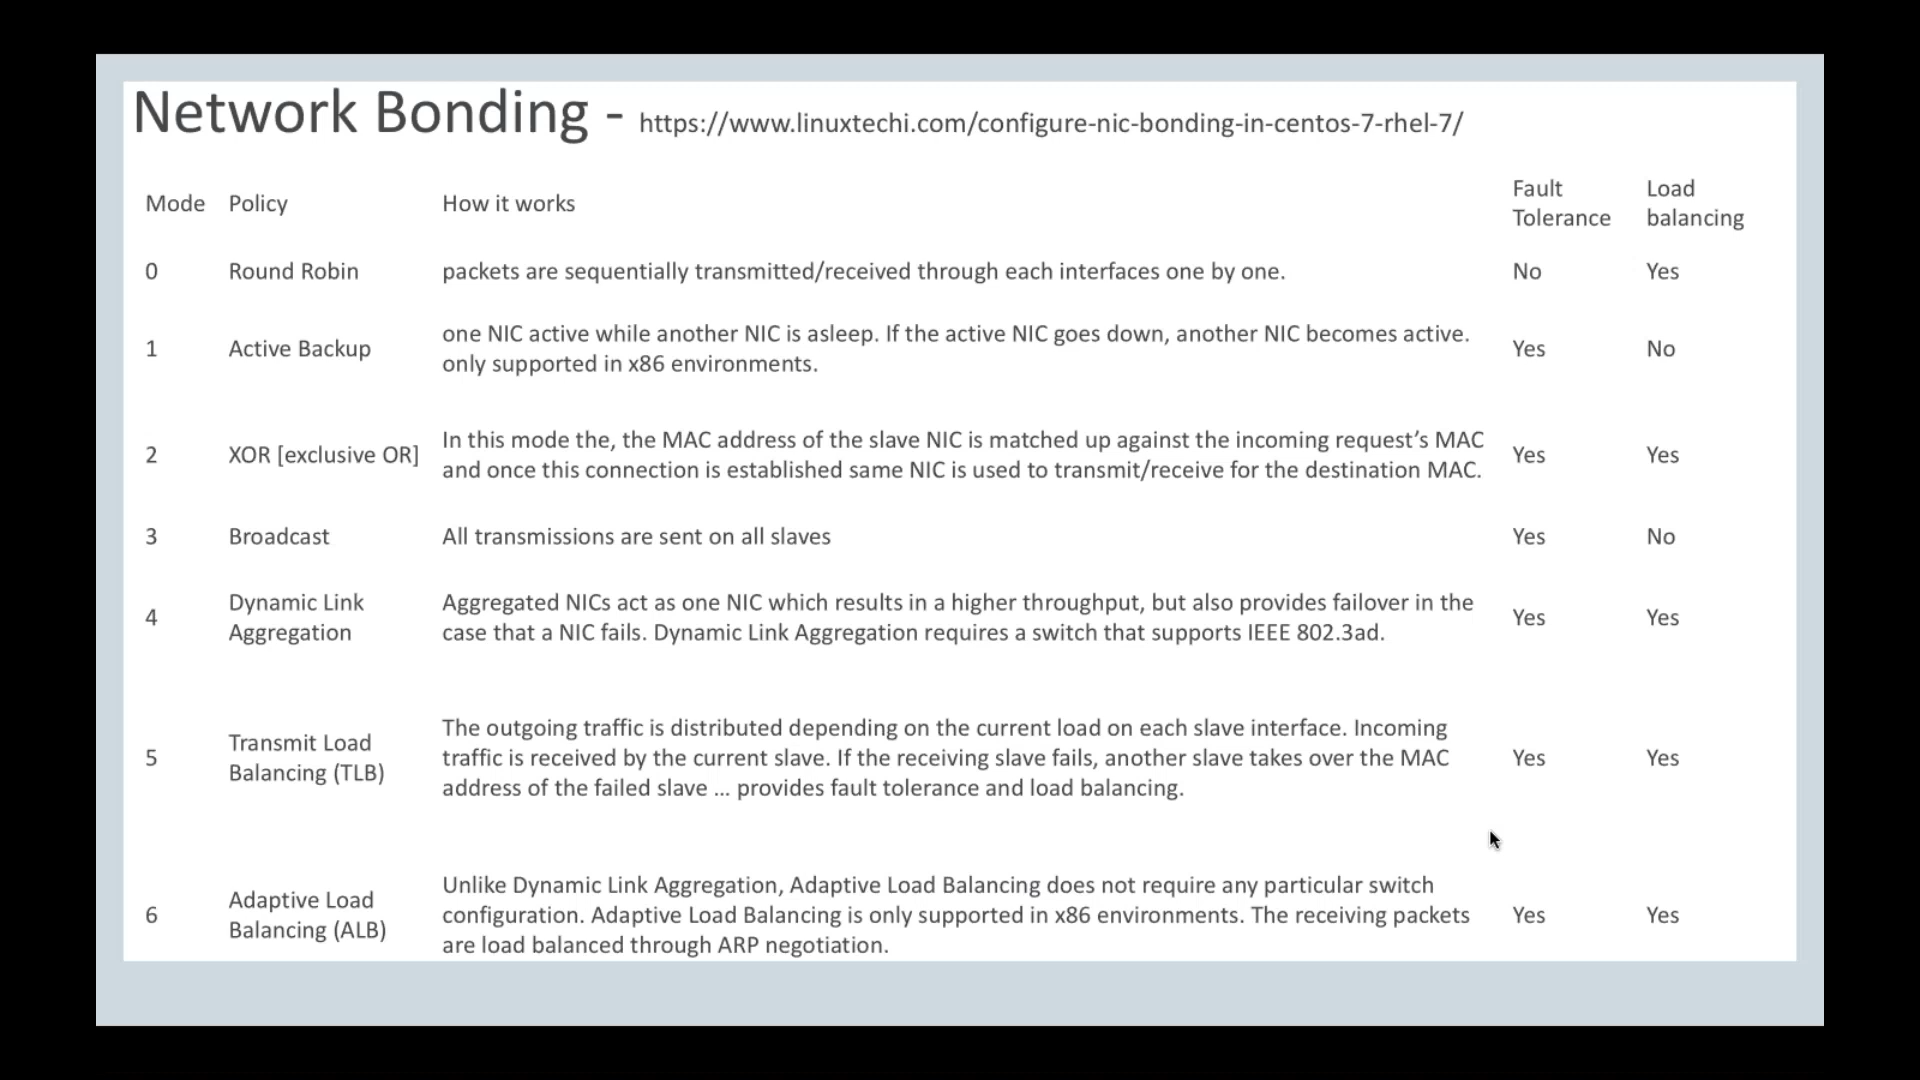 Network Bonding - https://www.linuxtechi.com/configure-nic-bonding-in-centos-7-rhel-7/
Mode Policy How it works Fault Tolerance Load balancing
0 Round Robin packets are sequentially transmitted/received through each interfaces one by one. No Yes
1 Active Backup one NIC active while another NIC is asleep. If the active NIC goes down, another NIC becomes active.
only supported in x86 environments. Yes No
2 XOR [exclusive OR] In this mode the, the MAC address of the slave NIC is matched up against the incoming request’s MAC
and once this connection is established same NIC is used to transmit/receive for the destination MAC. Yes Yes
3 Broadcast All transmissions are sent on all slaves Yes No
4 Dynamic Link Aggregation Aggregated NICs act as one NIC which results in a higher throughput, but also provides failover in the
case that a NIC fails. Dynamic Link Aggregation requires a switch that supports IEEE 802.3ad. Yes Yes
5 Transmit Load Balancing (TLB) The outgoing traffic is distributed depending on the current load on each slave interface. Incoming
traffic is received by the current slave. If the receiving slave fails, another slave takes over the MAC
address of the failed slave ... provides fault tolerance and load balancing. Yes Yes
6 Adaptive Load Balancing (ALB) Unlike Dynamic Link Aggregation, Adaptive Load Balancing does not require any particular switch
configuration. Adaptive Load Balancing is only supported in x86 environments. The receiving packets
are load balanced through ARP negotiation. Yes Yes